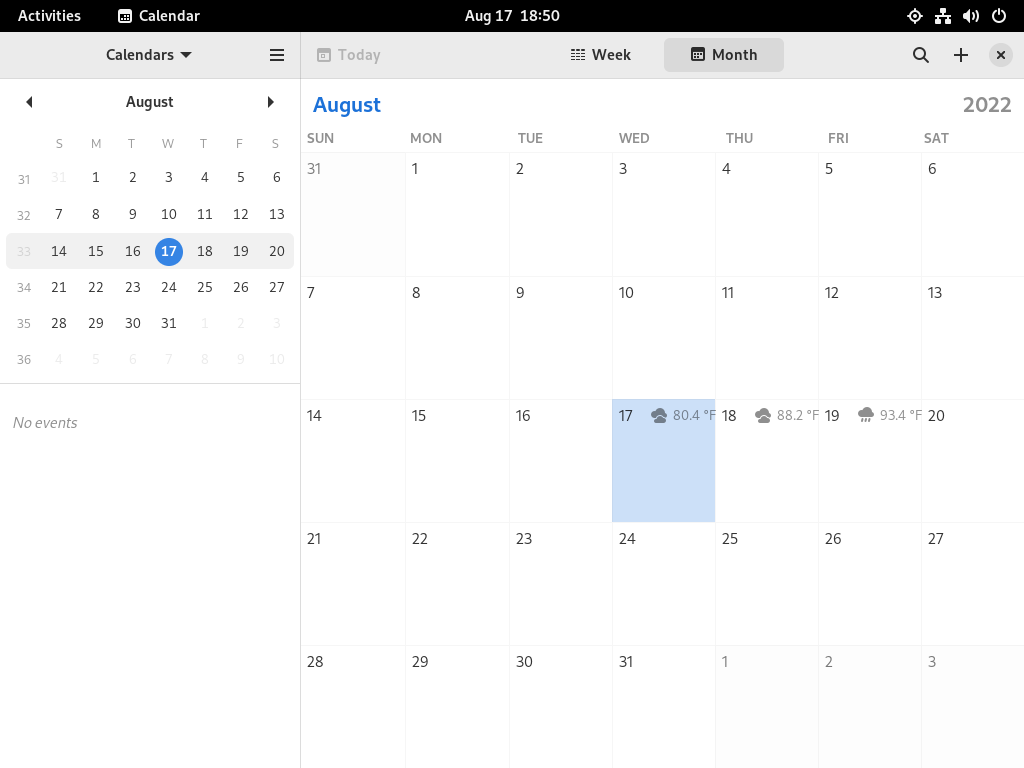 Activities Calendar Aug 17 18:50
Calendars Today Week Month
August
S M T W T F S
31 31 1 2 3 4 5 6
32 7 8 9 10 11 12 13
33 14 15 16 17 18 19 20
34 21 22 23 24 25 26 27
35 28 29 30 31 1 2 3
36 4 5 6 7 8 9 10
No events
August 2022
SUN MON TUE WED THU FRI SAT
31 1 2 3 4 5 6
7 8 9 10 11 12 13
14 15 16 17 80.4 °F 18 88.2 °F 19 93.4 °F 20
21 22 23 24 25 26 27
28 29 30 31 1 2 3